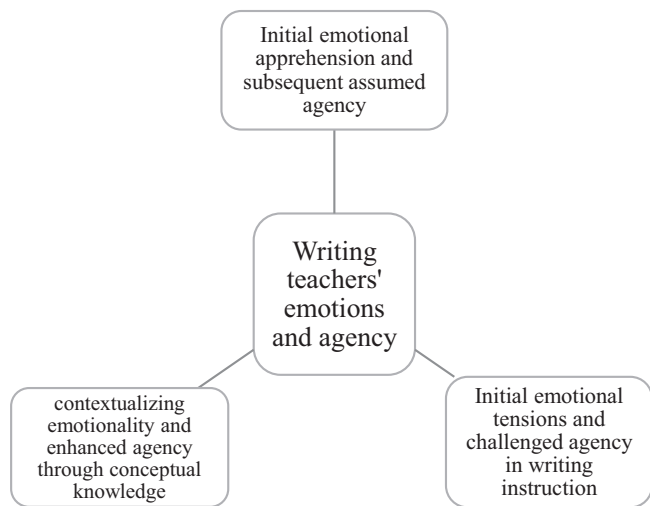 Initial emotional
apprehension and
subsequent assumed
agency
Writing
teachers'
emotions
and agency
contextualizing
emotionality and
enhanced agency
through conceptual
knowledge
Initial emotional
tensions and
challenged agency
in writing
instruction